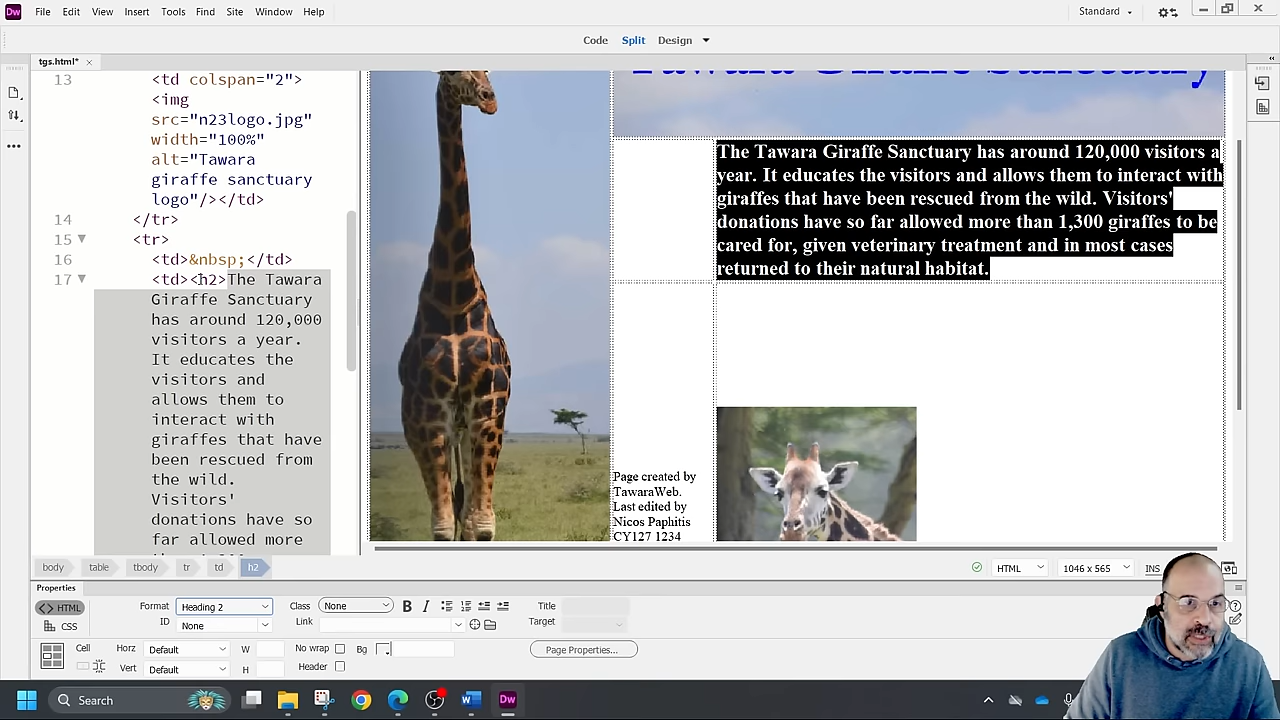 Dw File Edit View Insert Tools Find Site Window Help Standard
Code Split Design
tgs.html*
13 <td colspan="2">
<img
src="n23logo.jpg"
width="100%"
alt="Tawara
giraffe sanctuary
logo"/></td>
14 </tr>
15 <tr>
16 <td>&nbsp;</td>
17 <td><h2>The Tawara
Giraffe Sanctuary
has around 120,000
visitors a year.
It educates the
visitors and
allows them to
interact with
giraffes that have
been rescued from
the wild.
Visitors'
donations have so
far allowed more
Tawara Giraffe Sanctuary
The Tawara Giraffe Sanctuary has around 120,000 visitors a
year. It educates the visitors and allows them to interact with
giraffes that have been rescued from the wild. Visitors'
donations have so far allowed more than 1,300 giraffes to be
cared for, given veterinary treatment and in most cases
returned to their natural habitat.
Page created by
TawaraWeb.
Last edited by
Nicos Paphitis
CY127 1234
body table tbody tr td h2 HTML 1046 x 565 INS
Properties
<> HTML Format Heading 2 Class None B I Title
CSS ID None Link Target
Cell Horz Default W No wrap Bg Page Properties...
Vert Default H Header
Search W Dw